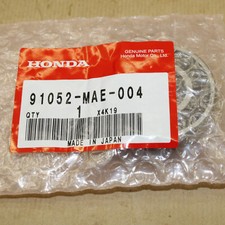 HONDA
GENUINE PARTS
Honda Motor Co., Ltd.
91052-MAE-004
QTY 1 X4K19
MADE IN JAPAN